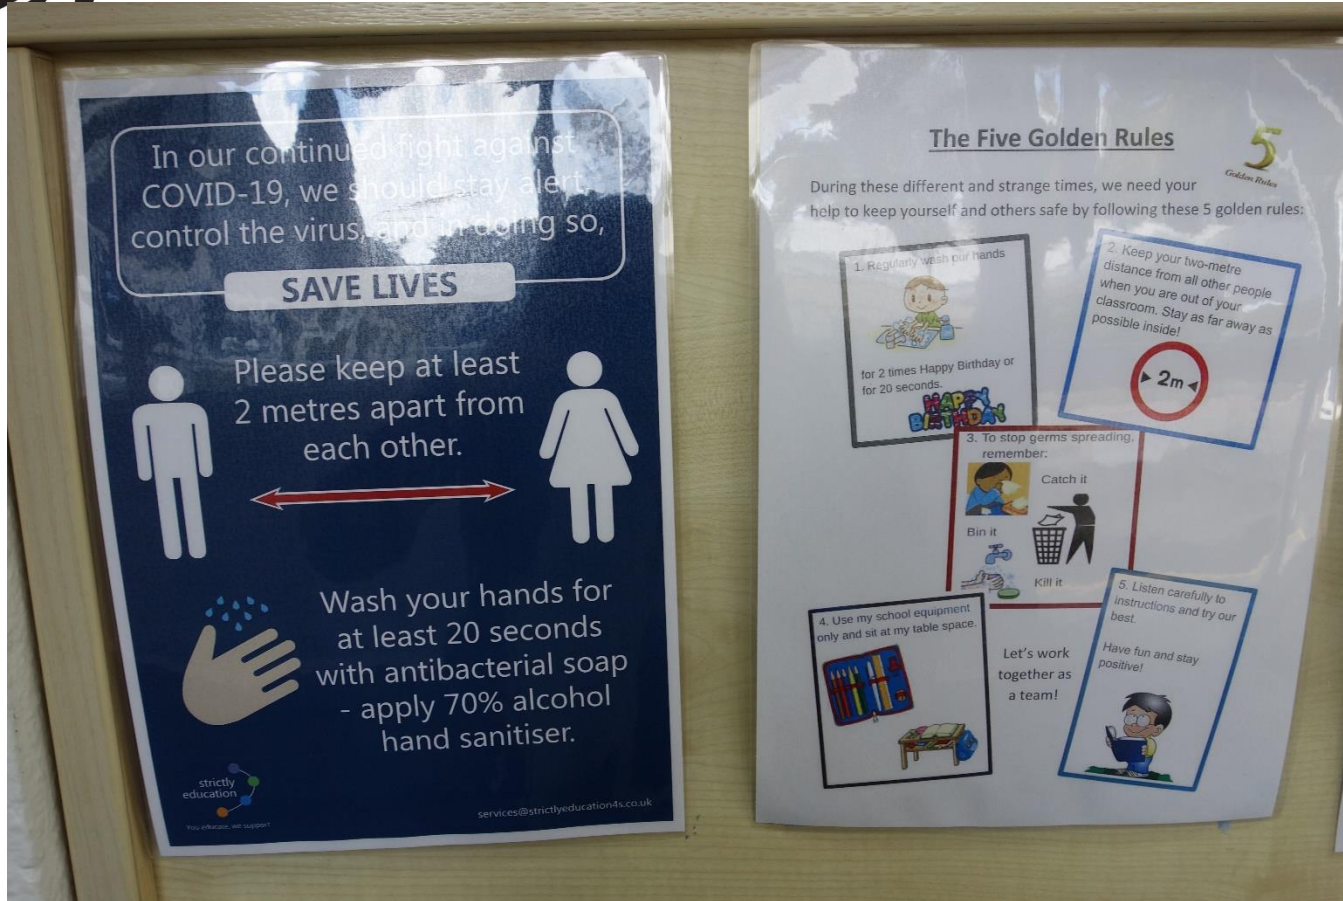 In our continued fight against
COVID-19, we should stay alert,
control the virus, and in doing so,
SAVE LIVES
Please keep at least
2 metres apart from
each other.
Wash your hands for
at least 20 seconds
with antibacterial soap
- apply 70% alcohol
hand sanitiser.
strictly
education
You educate, we support
services@strictlyeducation4s.co.uk
The Five Golden Rules
5
Golden Rules
During these different and strange times, we need your
help to keep yourself and others safe by following these 5 golden rules:
1. Regularly wash our hands
for 2 times Happy Birthday or
for 20 seconds.
HAPPY
BIRTHDAY
2. Keep your two-metre
distance from all other people
when you are out of your
classroom. Stay as far away as
possible inside!
2m
3. To stop germs spreading,
remember:
Catch it
Bin it
Kill it
4. Use my school equipment
only and sit at my table space.
Let's work
together as
a team!
5. Listen carefully to
instructions and try our
best.
Have fun and stay
positive!